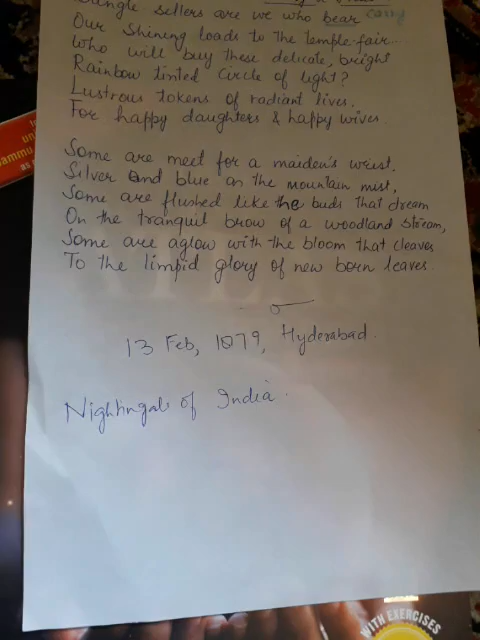 Bangle sellers are we who bear carry
Our shining loads to the temple-fair...
Who will buy these delicate, bright
Rainbow tinted circle of light?
Lustrous tokens of radiant lives.
For happy daughters & happy wives.
Some are meet for a maiden's wrist.
Silver and blue as the mountain mist,
Some are flushed like the buds that dream
On the tranquil brow of a woodland stream,
Some are aglow with the bloom that cleaves
To the limpid glory of new born leaves.
13 Feb, 1879, Hyderabad.
Nightingale of India.
WITH EXERCISES